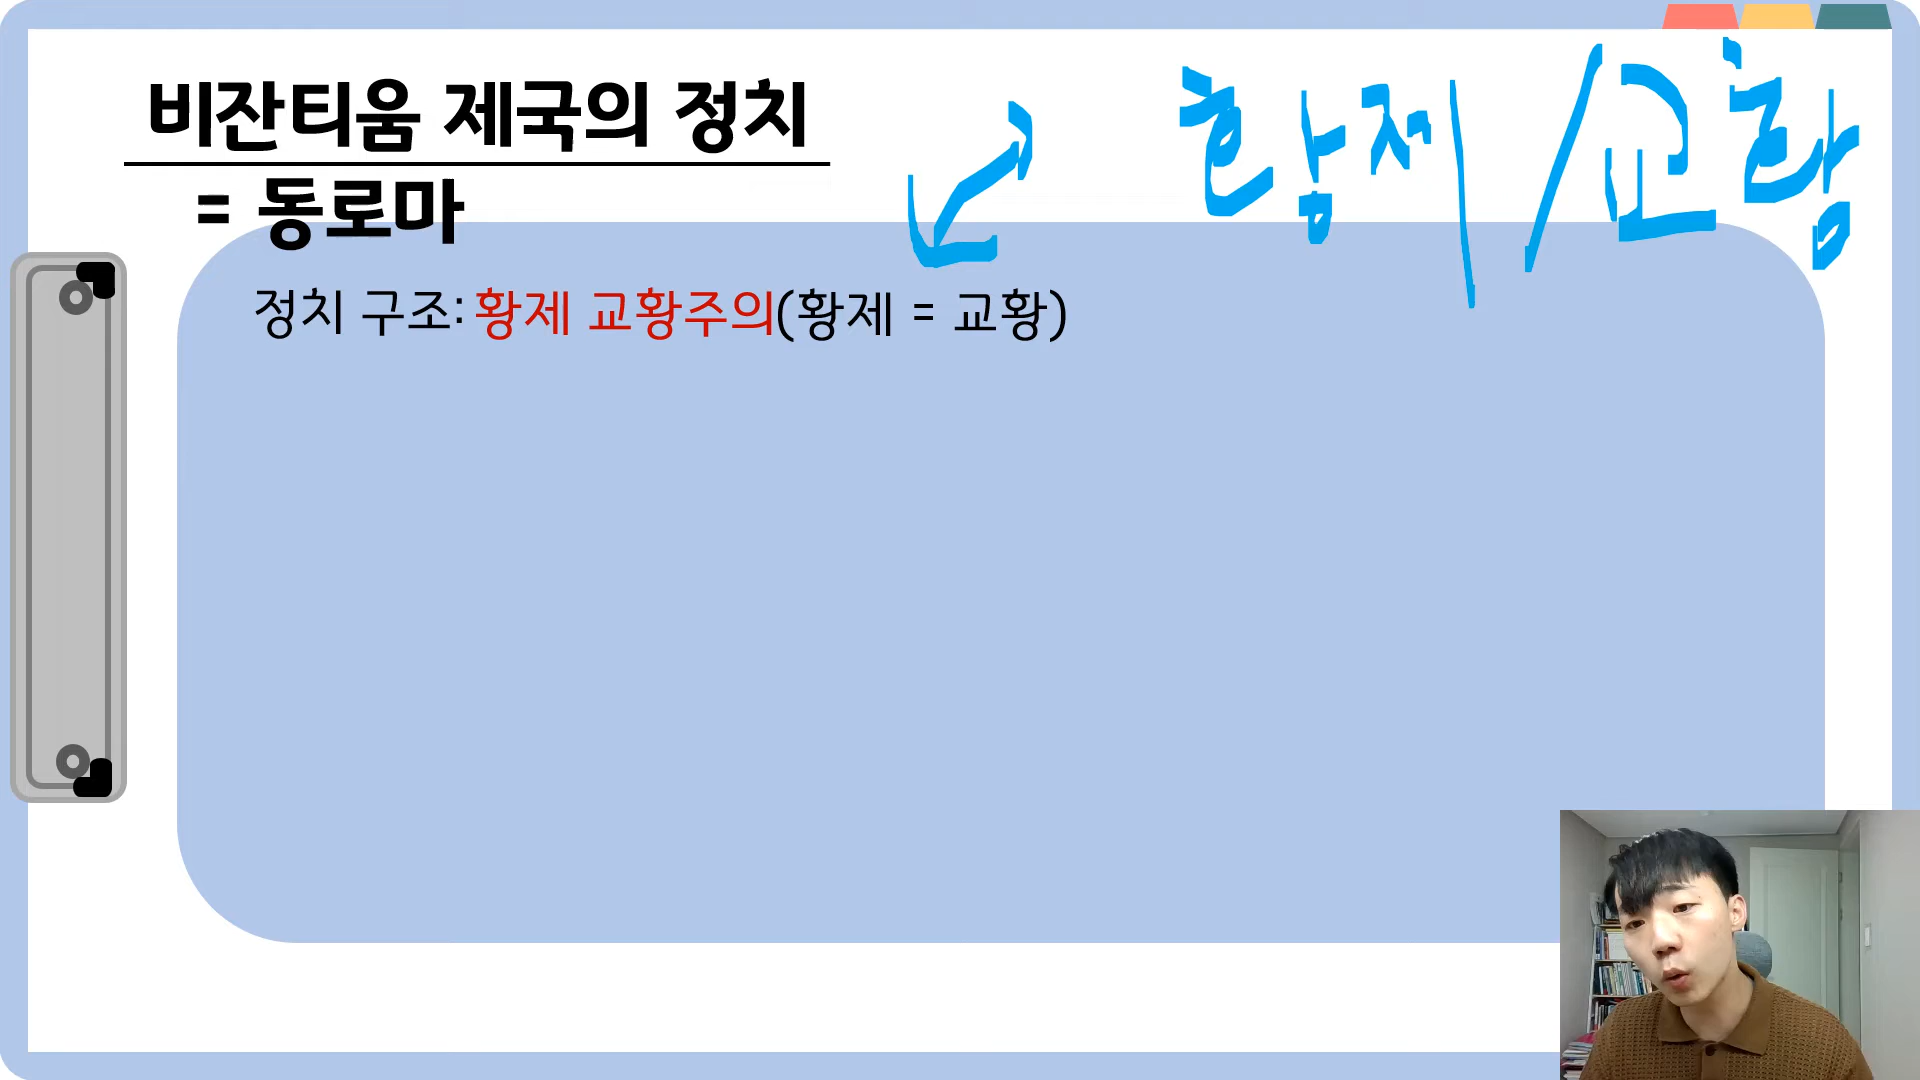 비잔티움 제국의 정치
= 동로마
황제 / 교황
정치 구조: 황제 교황주의(황제 = 교황)